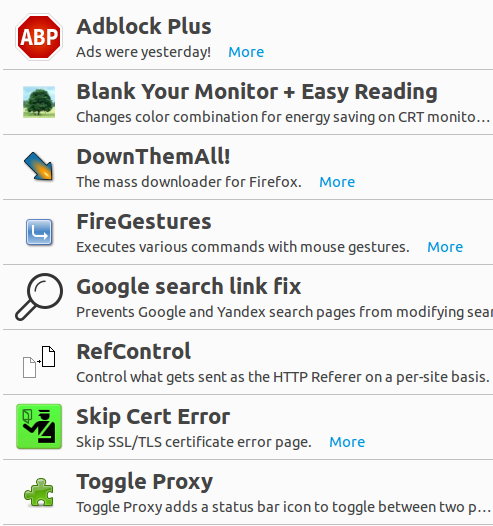 ABP
Adblock Plus
Ads were yesterday! More
Blank Your Monitor + Easy Reading
Changes color combination for energy saving on CRT monito…
DownThemAll!
The mass downloader for Firefox. More
FireGestures
Executes various commands with mouse gestures. More
Google search link fix
Prevents Google and Yandex search pages from modifying sear
RefControl
Control what gets sent as the HTTP Referer on a per-site basis.
Skip Cert Error
Skip SSL/TLS certificate error page. More
Toggle Proxy
Toggle Proxy adds a status bar icon to toggle between two p…